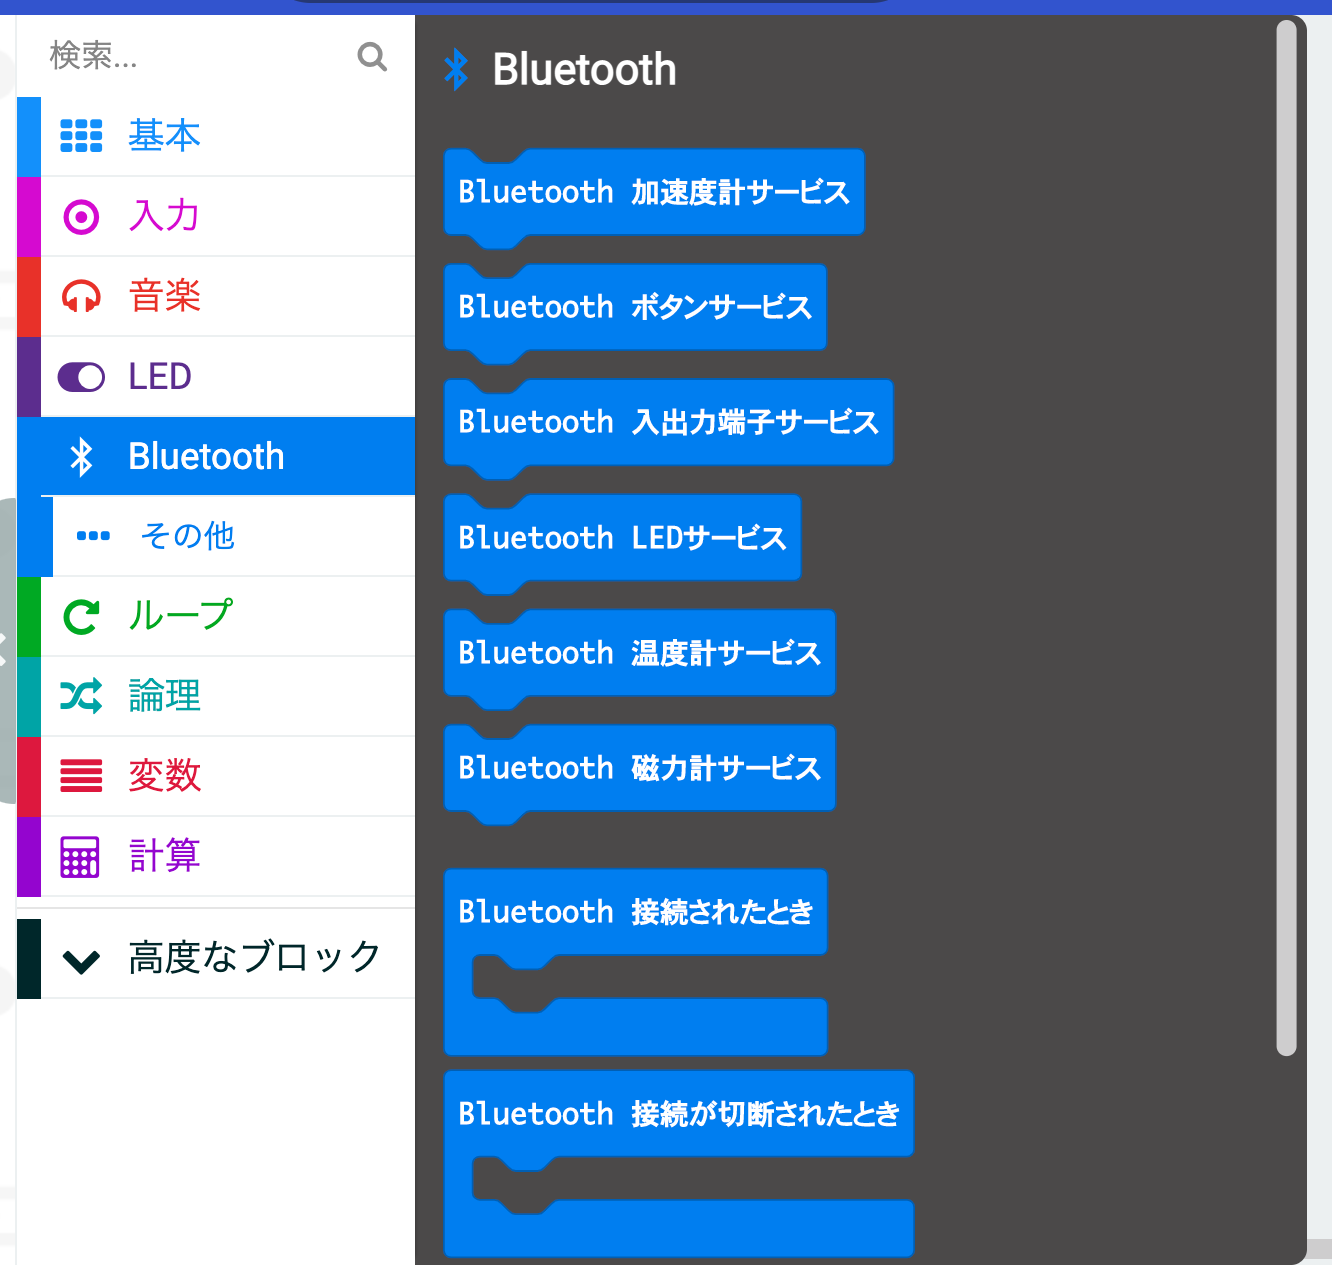 検索...
基本
入力
音楽
LED
Bluetooth
その他
ループ
論理
変数
計算
高度なブロック
Bluetooth
Bluetooth 加速度計サービス
Bluetooth ボタンサービス
Bluetooth 入出力端子サービス
Bluetooth LEDサービス
Bluetooth 温度計サービス
Bluetooth 磁力計サービス
Bluetooth 接続されたとき
Bluetooth 接続が切断されたとき